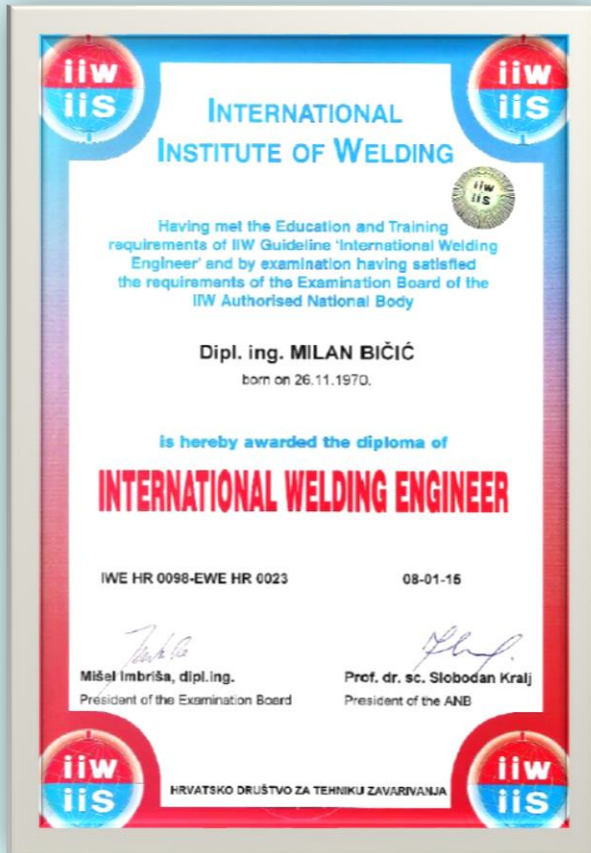 iiw iiw
iis iis
INTERNATIONAL
INSTITUTE OF WELDING
iiw
iis
Having met the Education and Training
requirements of IIW Guideline 'International Welding
Engineer' and by examination having satisfied
the requirements of the Examination Board of the
IIW Authorised National Body
Dipl. ing. MILAN BIČIĆ
born on 26.11.1970.
is hereby awarded the diploma of
INTERNATIONAL WELDING ENGINEER
IWE HR 0098-EWE HR 0023 08-01-15
Mišel Imbriša, dipl.ing. Prof. dr. sc. Slobodan Kralj
President of the Examination Board President of the ANB
iiw iiw
iis iis
HRVATSKO DRUŠTVO ZA TEHNIKU ZAVARIVANJA